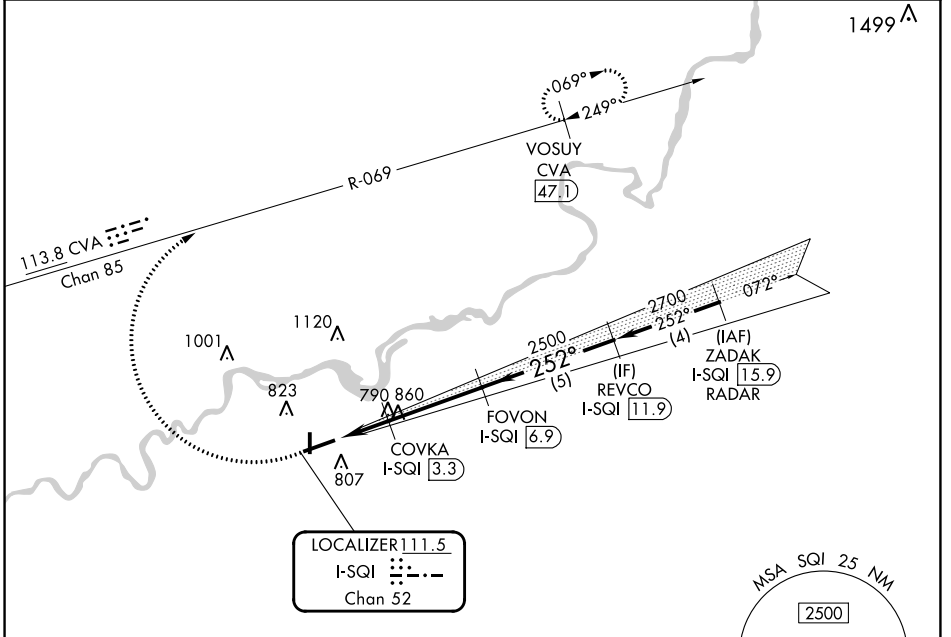 1499
069°
249°
VOSUY
CVA
47.1
R-069
113.8 CVA
Chan 85
2700
072°
252°
(4)
(IAF)
ZADAK
I-SQI 15.9
RADAR
2500
252°
(5)
(IF)
REVCO
I-SQI 11.9
1120
1001
823
790 860
FOVON
I-SQI 6.9
COVKA
I-SQI 3.3
807
LOCALIZER 111.5
I-SQI
Chan 52
MSA SQI 25 NM
2500